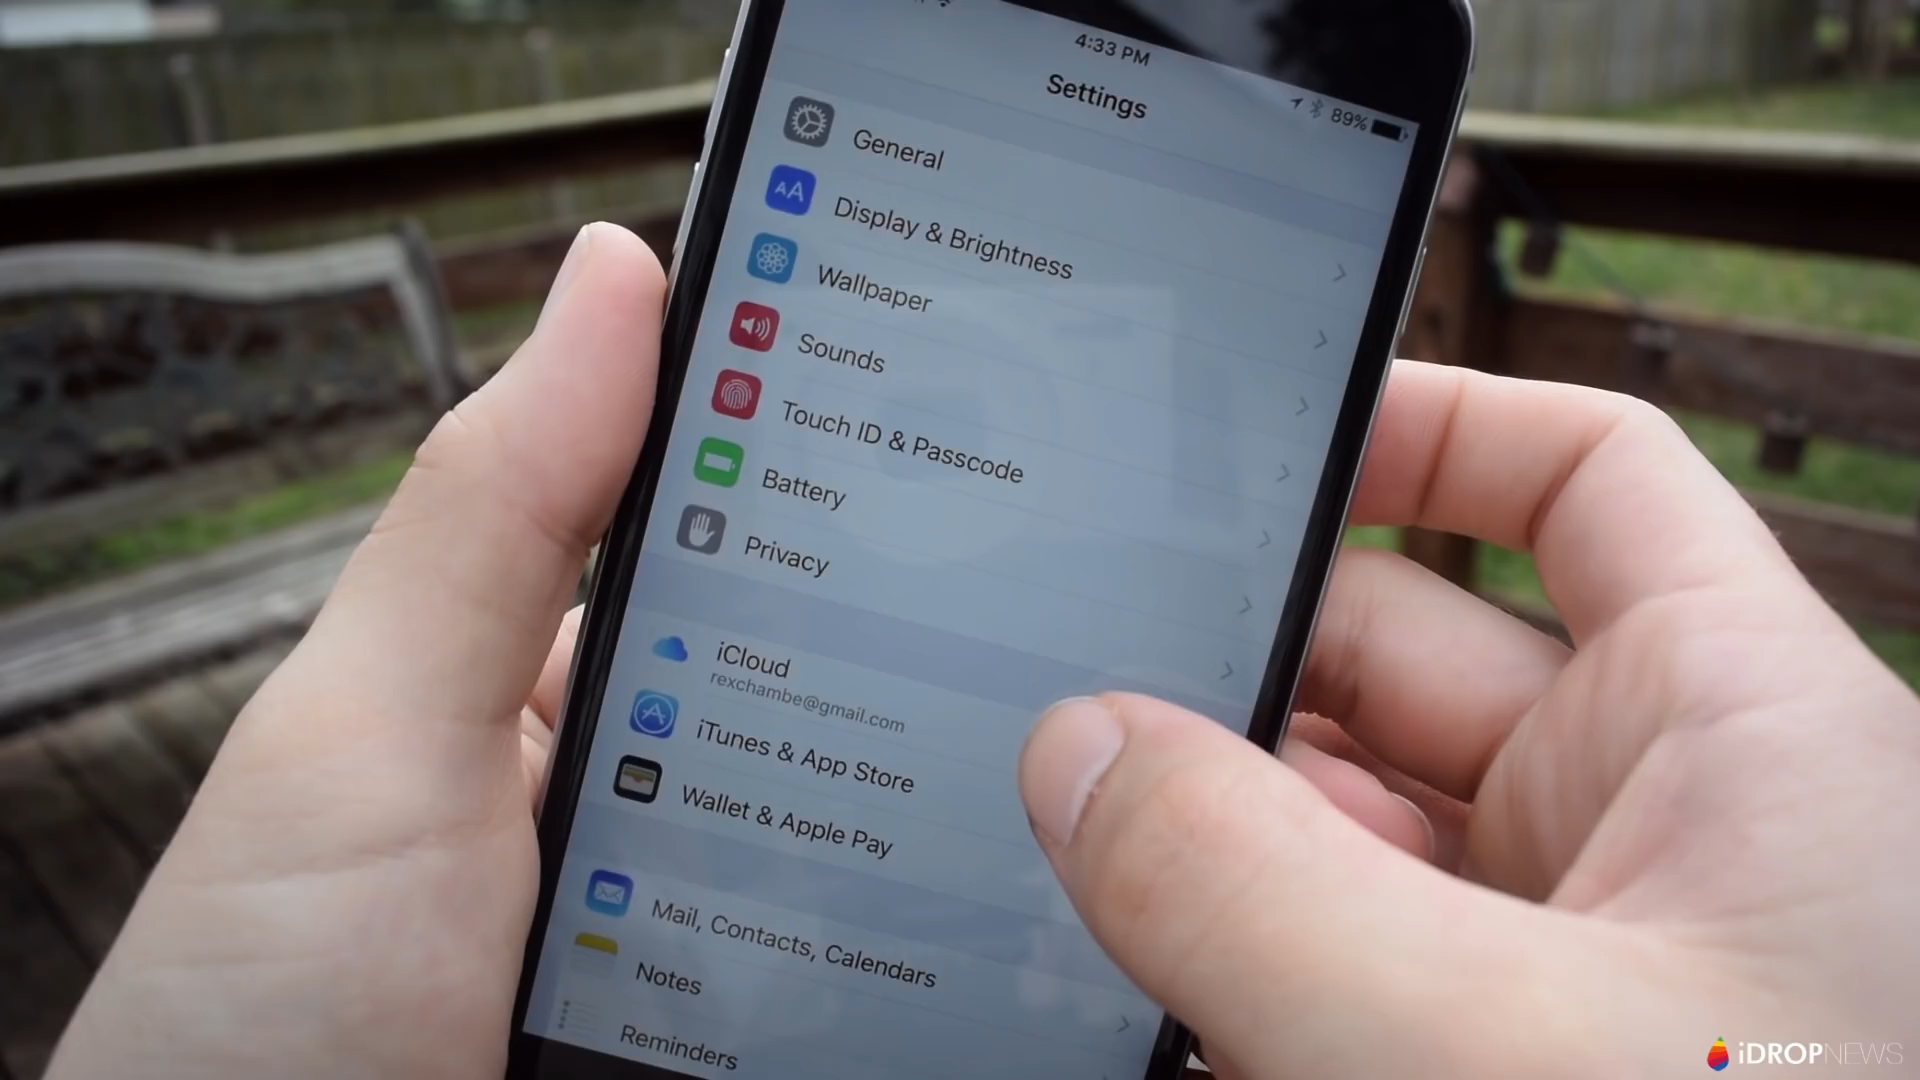 4:33 PM
89%
Settings
General
AA
Display & Brightness
Wallpaper
Sounds
Touch ID & Passcode
Battery
Privacy
iCloud
rexchambe@gmail.com
iTunes & App Store
Wallet & Apple Pay
Mail, Contacts, Calendars
Notes
Reminders
iDROPNEWS